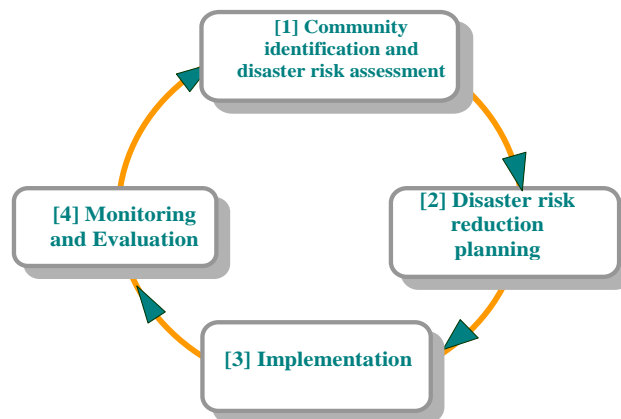 [1] Community
identification and
disaster risk assessment
[2] Disaster risk
reduction
planning
[3] Implementation
[4] Monitoring
and Evaluation